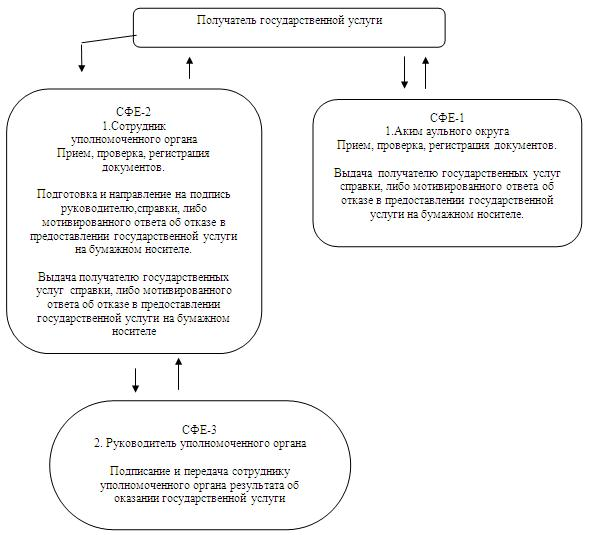 Получатель государственной услуги
СФЕ-2
1.Сотрудник
уполномоченного органа
Прием, проверка, регистрация
документов.
Подготовка и направление на подпись
руководителю,справки, либо
мотивированного ответа об отказе в
предоставлении государственной услуги
на бумажном носителе.
Выдача получателю государственных
услуг справки, либо мотивированного
ответа об отказе в предоставлении
государственной услуги на бумажном
носителе
СФЕ-1
1.Аким аульного округа
Прием, проверка, регистрация документов.
Выдача получателю государственных услуг
справки, либо мотивированного ответа об
отказе в предоставлении государственной
услуги на бумажном носителе.
СФЕ-3
2. Руководитель уполномоченного органа
Подписание и передача сотруднику
уполномоченного органа результата об
оказании государственной услуги